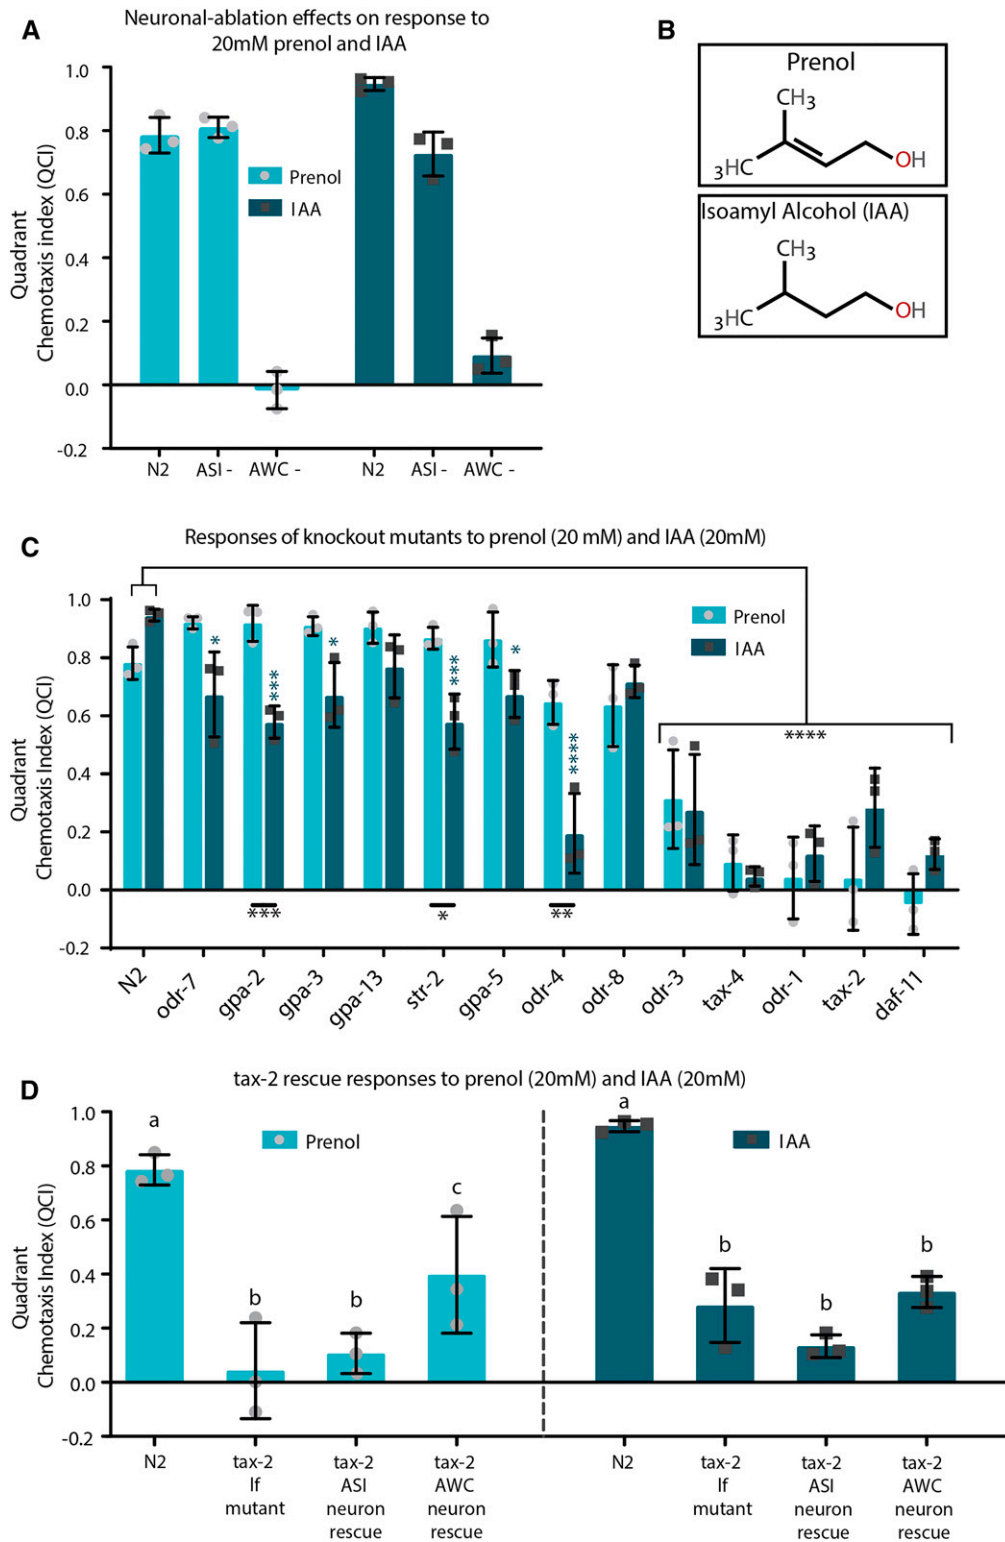 A
Neuronal-ablation effects on response to
20mM prenol and IAA
Quadrant
Chemotaxis index (QCI)
1.0
0.8
0.6
0.4
0.2
0.0
-0.2
Prenol
IAA
N2
ASI -
AWC -
N2
ASI -
AWC -
B
Prenol
CH3
3HC
OH
Isoamyl Alcohol (IAA)
CH3
3HC
OH
C
Responses of knockout mutants to prenol (20 mM) and IAA (20mM)
Quadrant
Chemotaxis Index (QCI)
1.0
0.8
0.6
0.4
0.2
0.0
-0.2
Prenol
IAA
*
***
*
***
*
****
****
***
*
**
N2
odr-7
gpa-2
gpa-3
gpa-13
str-2
gpa-5
odr-4
odr-8
odr-3
tax-4
odr-1
tax-2
daf-11
D
tax-2 rescue responses to prenol (20mM) and IAA (20mM)
Quadrant
Chemotaxis Index (QCI)
1.0
0.8
0.6
0.4
0.2
0.0
-0.2
Prenol
IAA
a
b
b
c
a
b
b
b
N2
tax-2
lf
mutant
tax-2
ASI
neuron
rescue
tax-2
AWC
neuron
rescue
N2
tax-2
lf
mutant
tax-2
ASI
neuron
rescue
tax-2
AWC
neuron
rescue